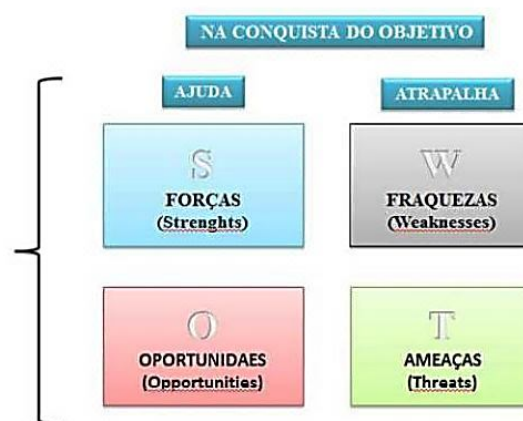 NA CONQUISTA DO OBJETIVO
AJUDA
ATRAPALHA
S
FORÇAS
(Strenghts)
W
FRAQUEZAS
(Weaknesses)
O
OPORTUNIDAES
(Opportunities)
T
AMEAÇAS
(Threats)